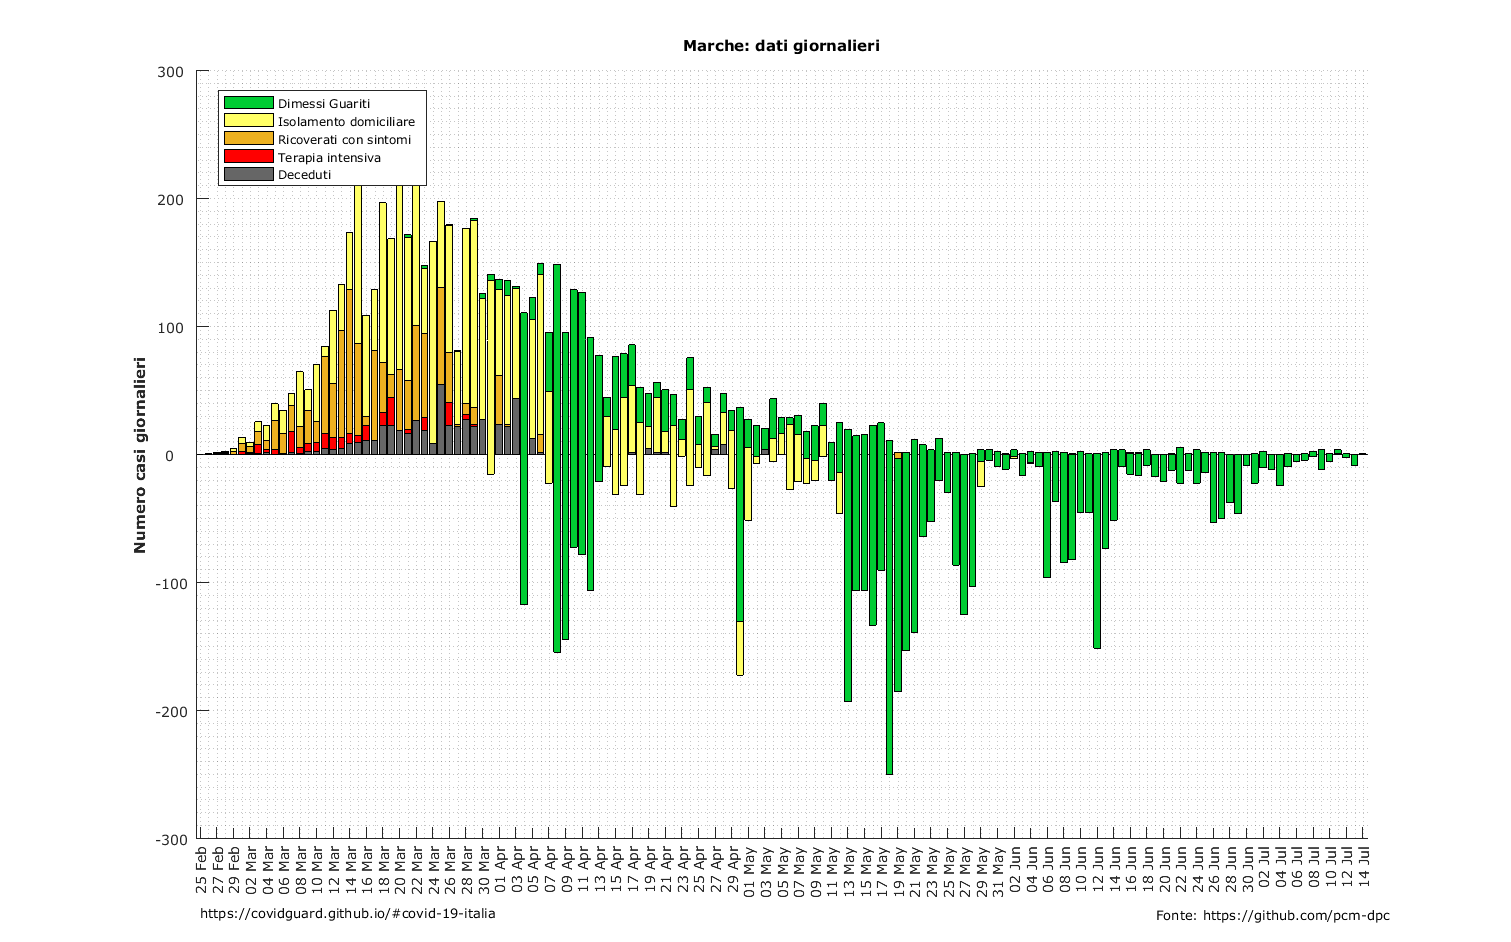 Marche: dati giornalieri
300
200
100
0
-100
-200
-300
Numero casi giornalieri
Dimessi Guariti
Isolamento domiciliare
Ricoverati con sintomi
Terapia intensiva
Deceduti
25 Feb
27 Feb
29 Feb
02 Mar
04 Mar
06 Mar
08 Mar
10 Mar
12 Mar
14 Mar
16 Mar
18 Mar
20 Mar
22 Mar
24 Mar
26 Mar
28 Mar
30 Mar
01 Apr
03 Apr
05 Apr
07 Apr
09 Apr
11 Apr
13 Apr
15 Apr
17 Apr
19 Apr
21 Apr
23 Apr
25 Apr
27 Apr
29 Apr
01 May
03 May
05 May
07 May
09 May
11 May
13 May
15 May
17 May
19 May
21 May
23 May
25 May
27 May
29 May
31 May
02 Jun
04 Jun
06 Jun
08 Jun
10 Jun
12 Jun
14 Jun
16 Jun
18 Jun
20 Jun
22 Jun
24 Jun
26 Jun
28 Jun
30 Jun
02 Jul
04 Jul
06 Jul
08 Jul
10 Jul
12 Jul
14 Jul
https://covidguard.github.io/#covid-19-italia
Fonte: https://github.com/pcm-dpc